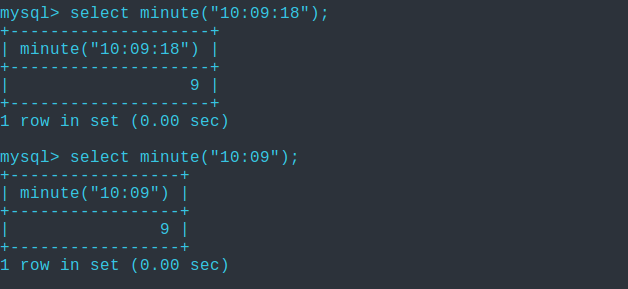 mysql> select minute("10:09:18");
+--------------------+
| minute("10:09:18") |
+--------------------+
|                  9 |
+--------------------+
1 row in set (0.00 sec)

mysql> select minute("10:09");
+-----------------+
| minute("10:09") |
+-----------------+
|               9 |
+-----------------+
1 row in set (0.00 sec)